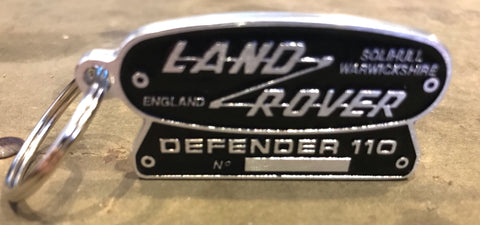 LAND
SOLIHULL
WARWICKSHIRE
ENGLAND
ROVER
DEFENDER 110
Nº